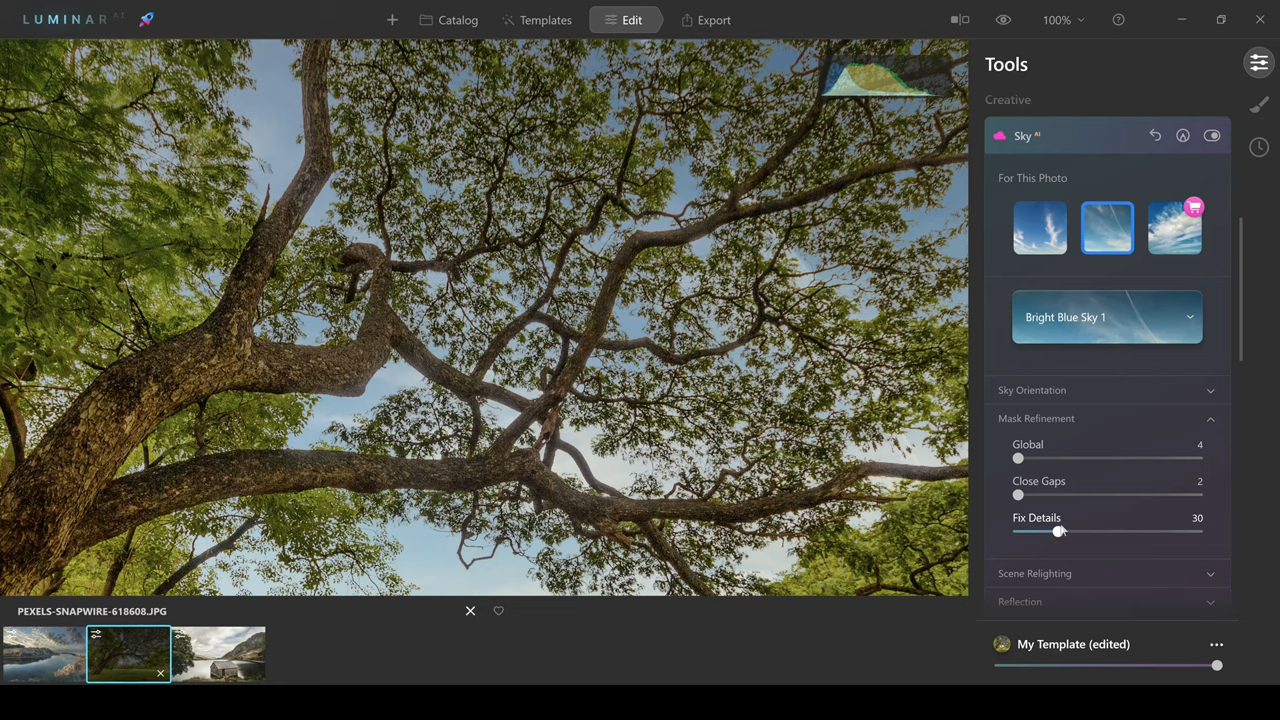 LUMINAR AI
Catalog
Templates
Edit
Export
100%
Tools
Creative
Sky AI
For This Photo
Bright Blue Sky 1
Sky Orientation
Mask Refinement
Global 4
Close Gaps 2
Fix Details 30
Scene Relighting
Reflection
PEXELS-SNAPWIRE-618608.JPG
My Template (edited)